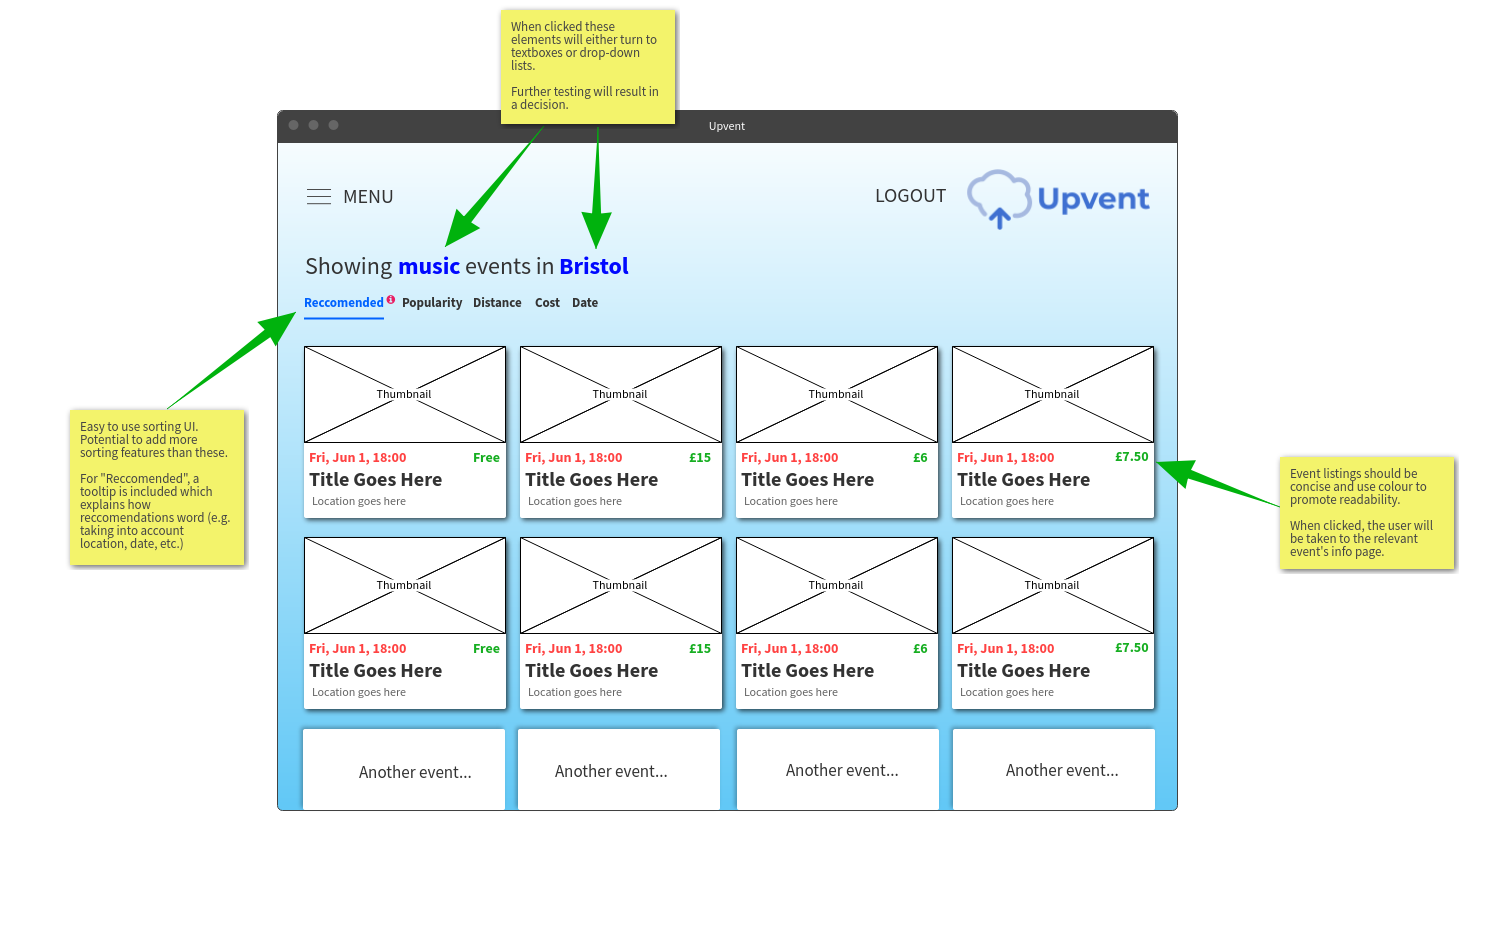 When clicked these
elements will either turn to
textboxes or drop-down
lists.
Further testing will result in
a decision.
Upvent
MENU
LOGOUT
Upvent
Showing music events in Bristol
Reccomended Popularity Distance Cost Date
Thumbnail Thumbnail Thumbnail Thumbnail
Fri, Jun 1, 18:00 Free Fri, Jun 1, 18:00 £15 Fri, Jun 1, 18:00 £6 Fri, Jun 1, 18:00 £7.50
Title Goes Here Title Goes Here Title Goes Here Title Goes Here
Location goes here Location goes here Location goes here Location goes here
Easy to use sorting UI.
Potential to add more
sorting features than these.
For "Reccomended", a
tooltip is included which
explains how
reccomendations word (e.g.
taking into account
location, date, etc.)
Event listings should be
concise and use colour to
promote readability.
When clicked, the user will
be taken to the relevant
event's info page.
Thumbnail Thumbnail Thumbnail Thumbnail
Fri, Jun 1, 18:00 Free Fri, Jun 1, 18:00 £15 Fri, Jun 1, 18:00 £6 Fri, Jun 1, 18:00 £7.50
Title Goes Here Title Goes Here Title Goes Here Title Goes Here
Location goes here Location goes here Location goes here Location goes here
Another event... Another event... Another event... Another event...